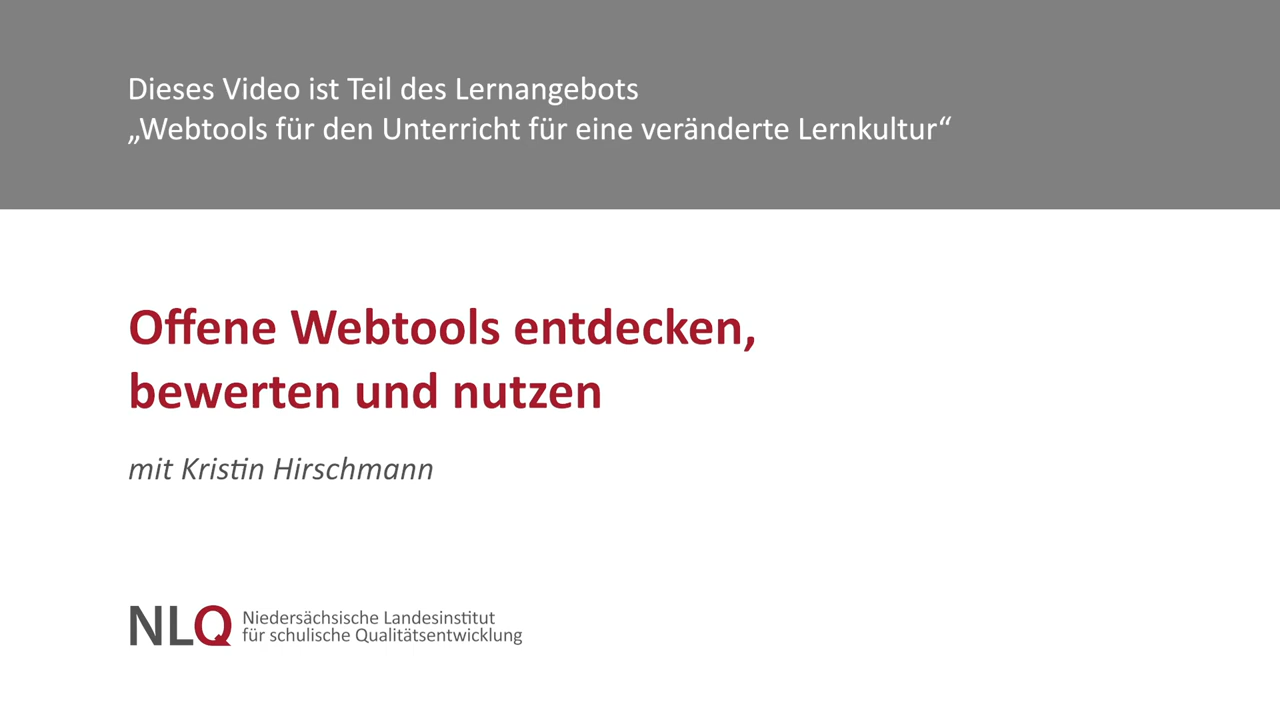 Dieses Video ist Teil des Lernangebots
„Webtools für den Unterricht für eine veränderte Lernkultur“
Offene Webtools entdecken,
bewerten und nutzen
mit Kristin Hirschmann
NLQ Niedersächsische Landesinstitut
für schulische Qualitätsentwicklung